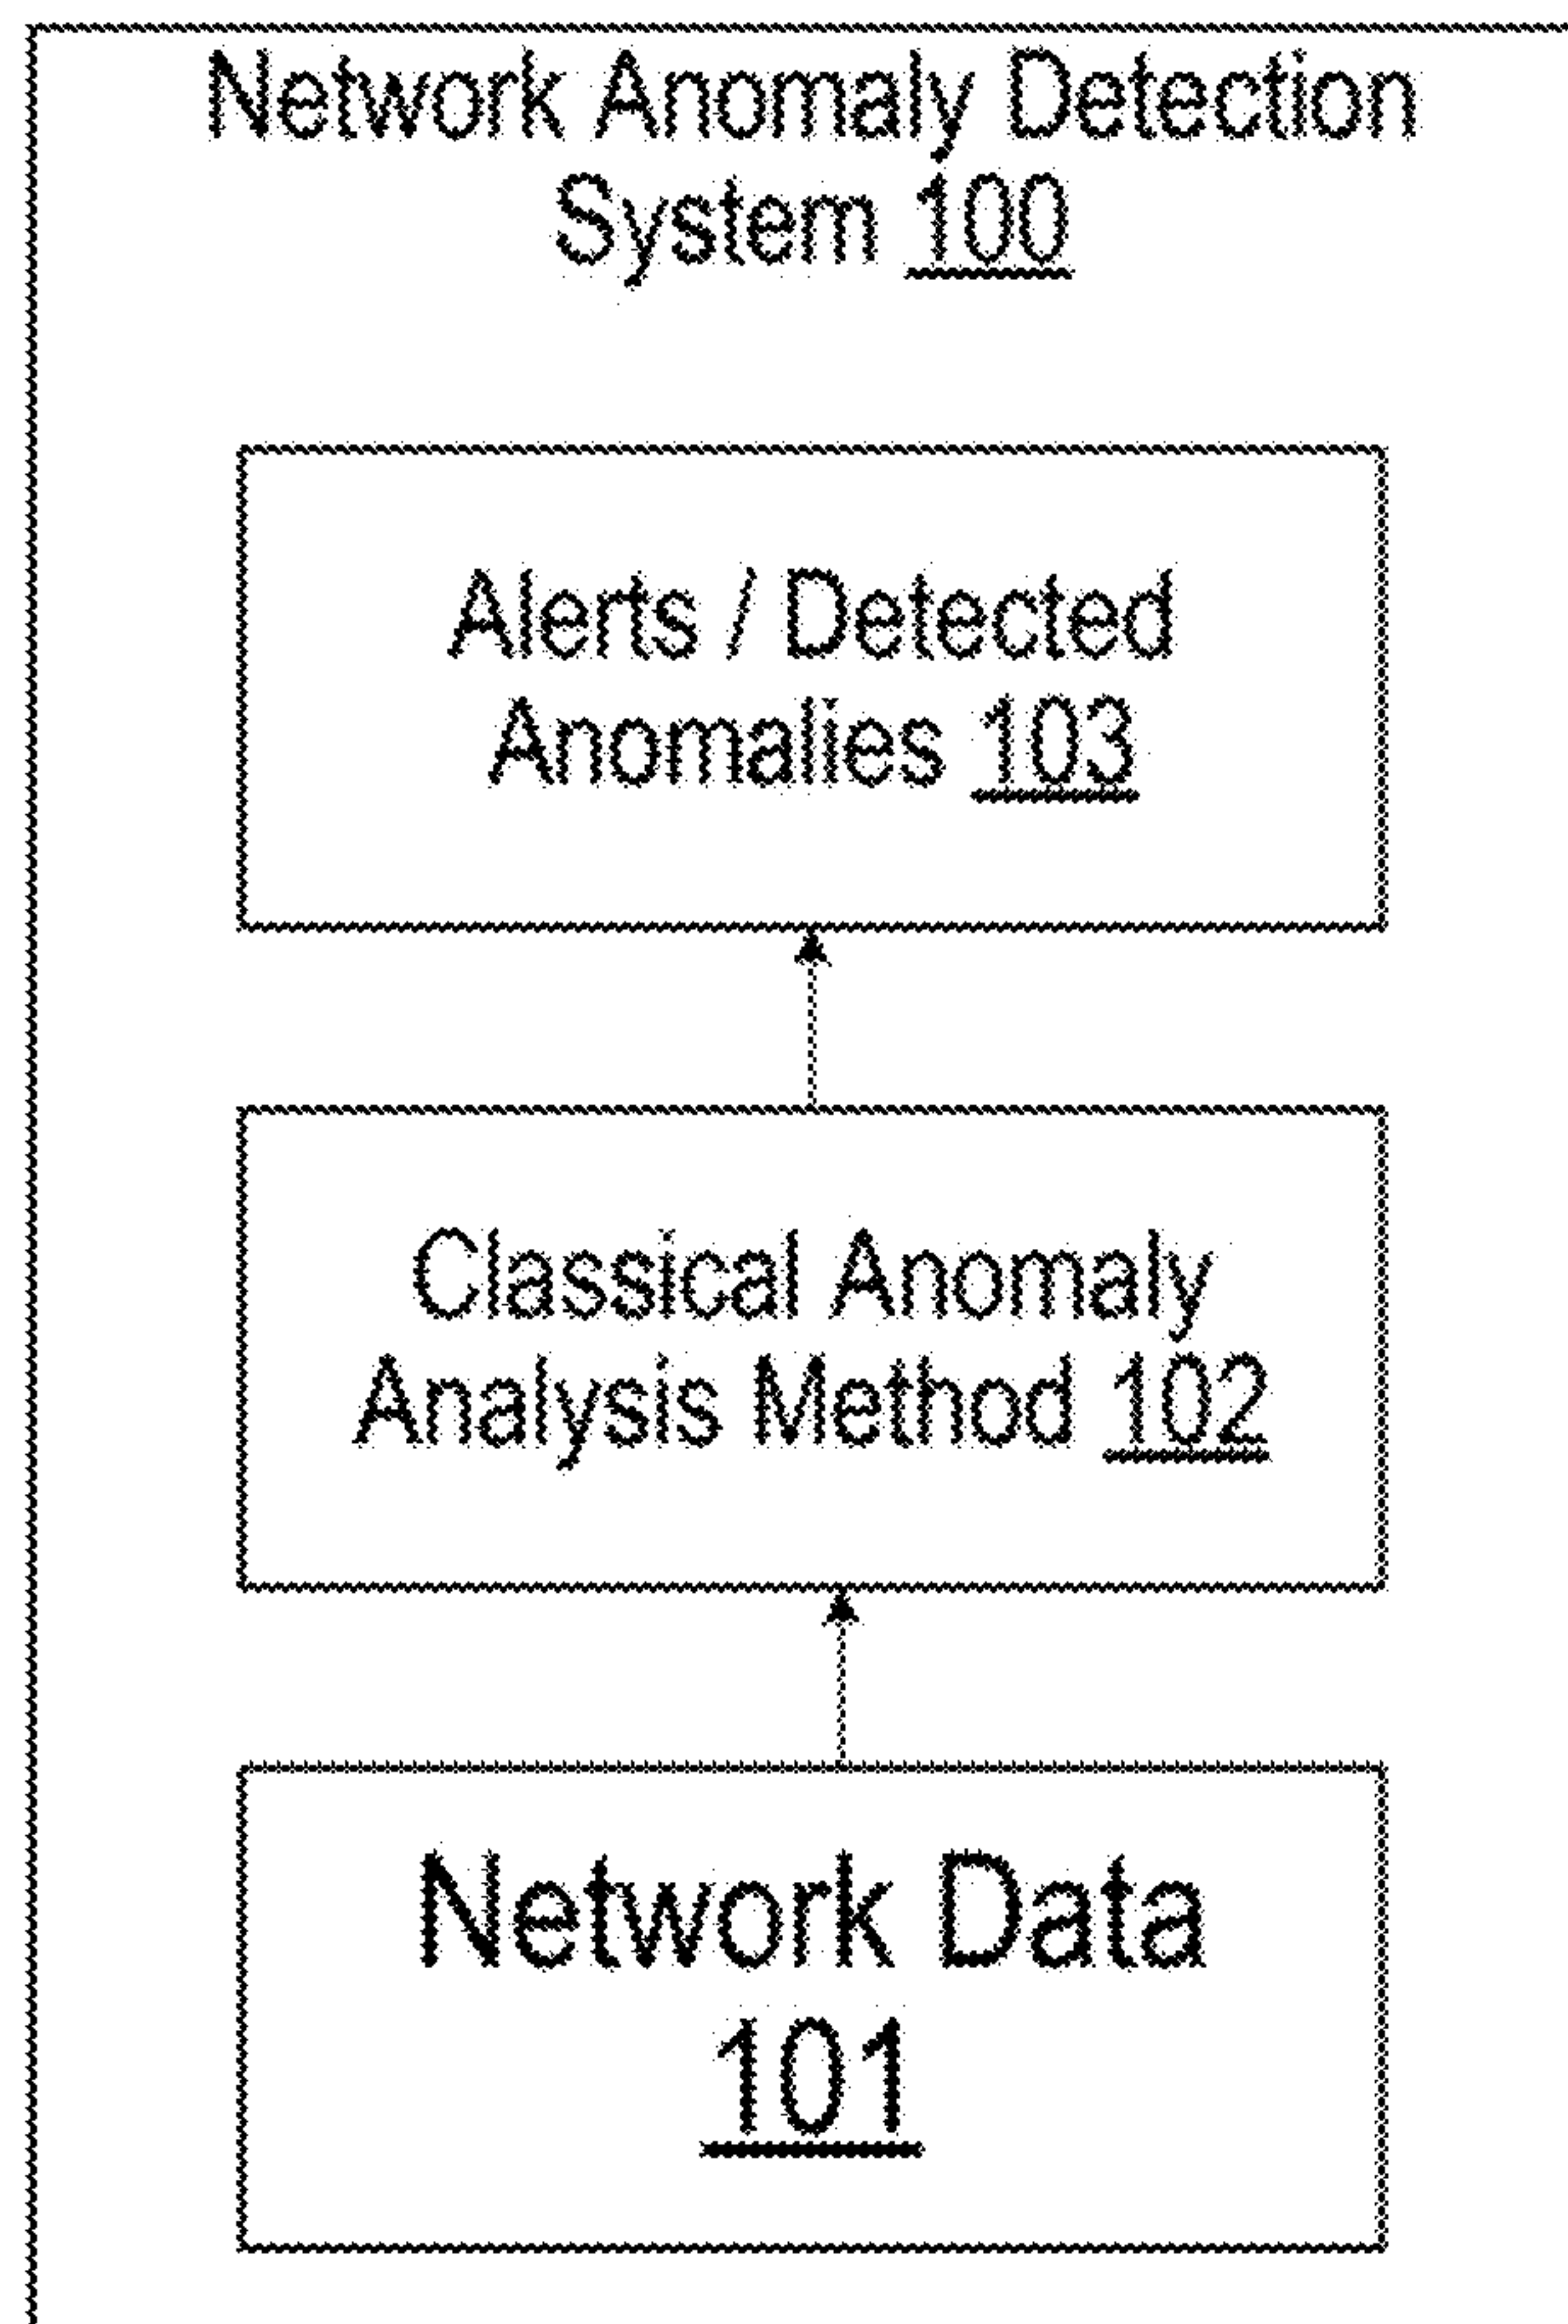 Network Anomaly Detection
System 100
Alerts / Detected
Anomalies 103
Classical Anomaly
Analysis Method 102
Network Data
101